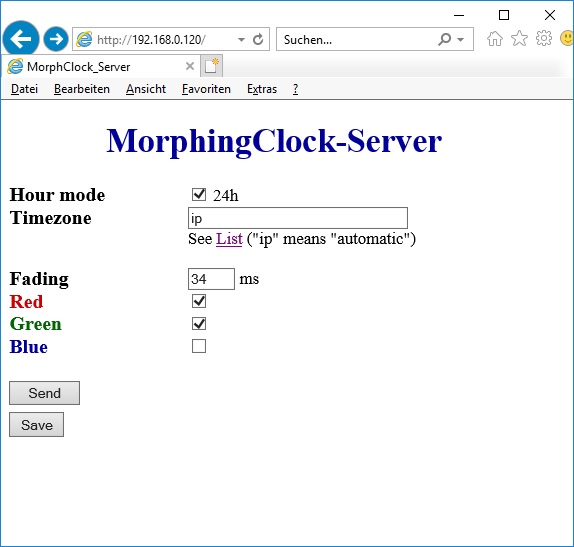 http://192.168.0.120/
Suchen...
MorphClock_Server
Datei Bearbeiten Ansicht Favoriten Extras ?
MorphingClock-Server
Hour mode 24h
Timezone ip
See List ("ip" means "automatic")
Fading 34 ms
Red
Green
Blue
Send
Save